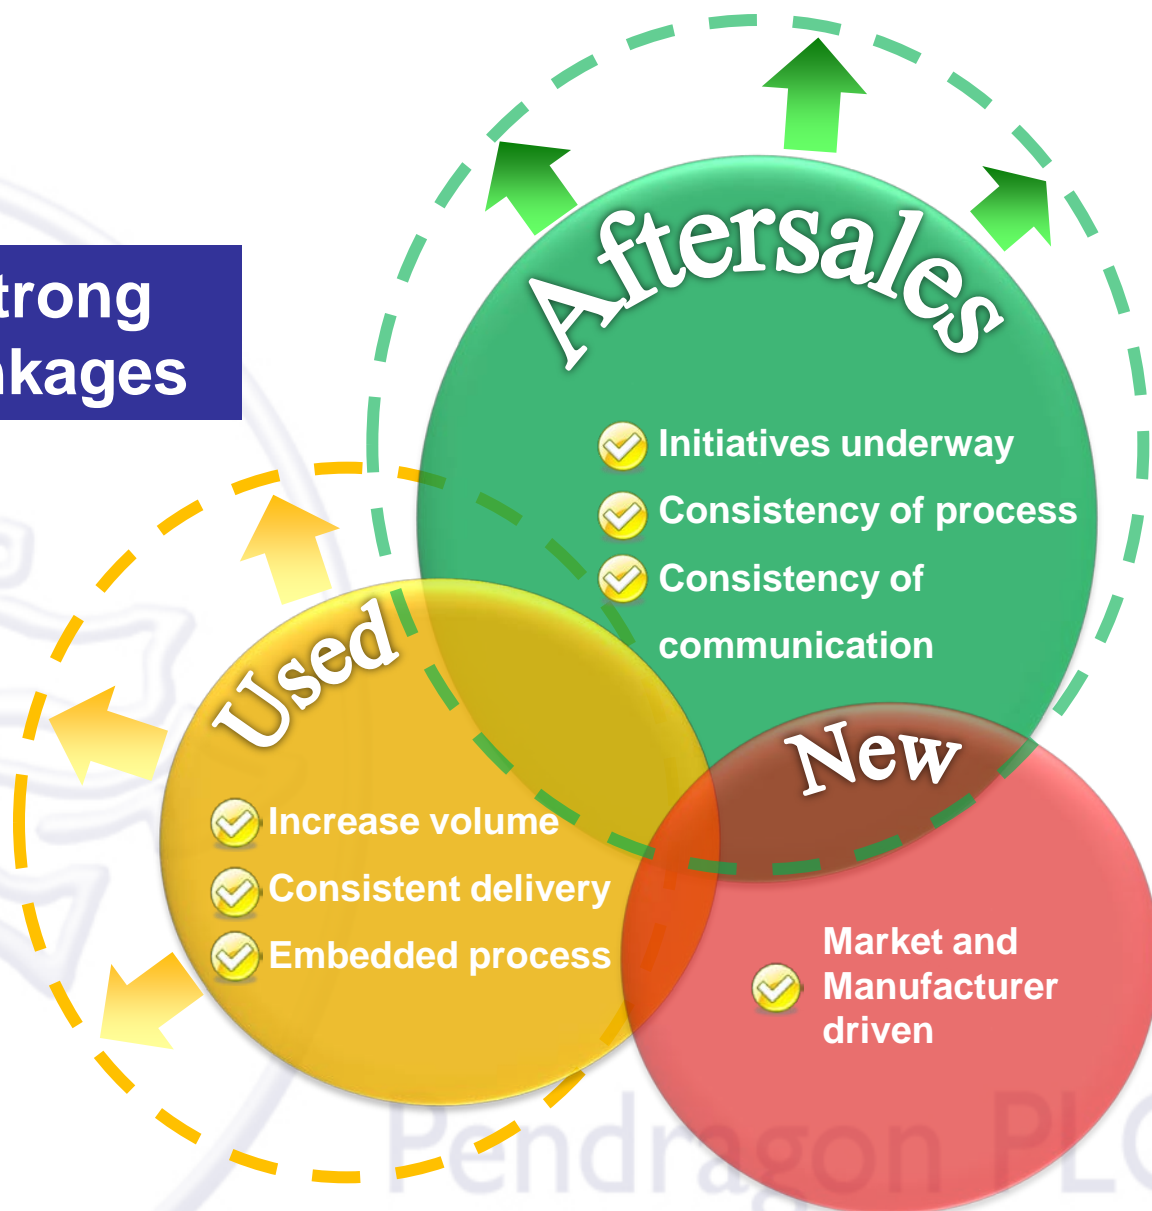 trong
kages
Aftersales
Initiatives underway
Consistency of process
Consistency of
communication
Used
Increase volume
Consistent delivery
Embedded process
New
Market and
Manufacturer
driven
Pendragon PLC